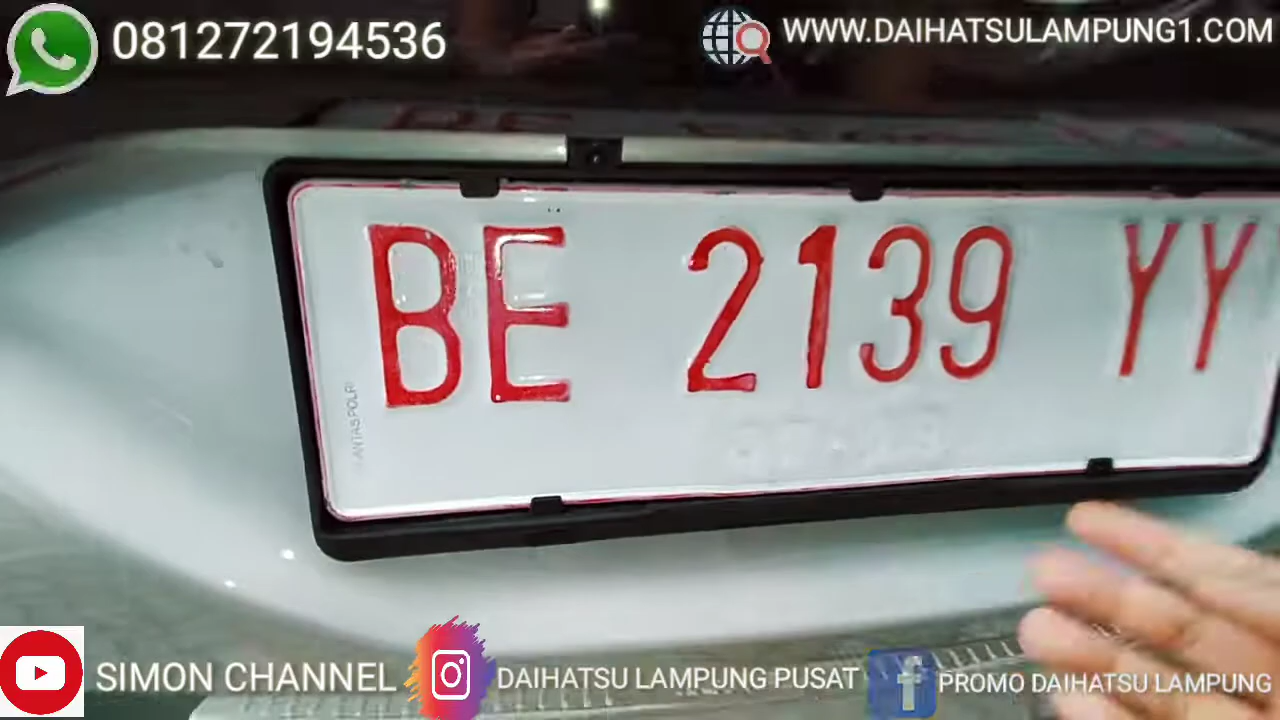 081272194536
WWW.DAIHATSULAMPUNG1.COM
BE 2139 YY
SIMON CHANNEL
DAIHATSU LAMPUNG PUSAT
PROMO DAIHATSU LAMPUNG